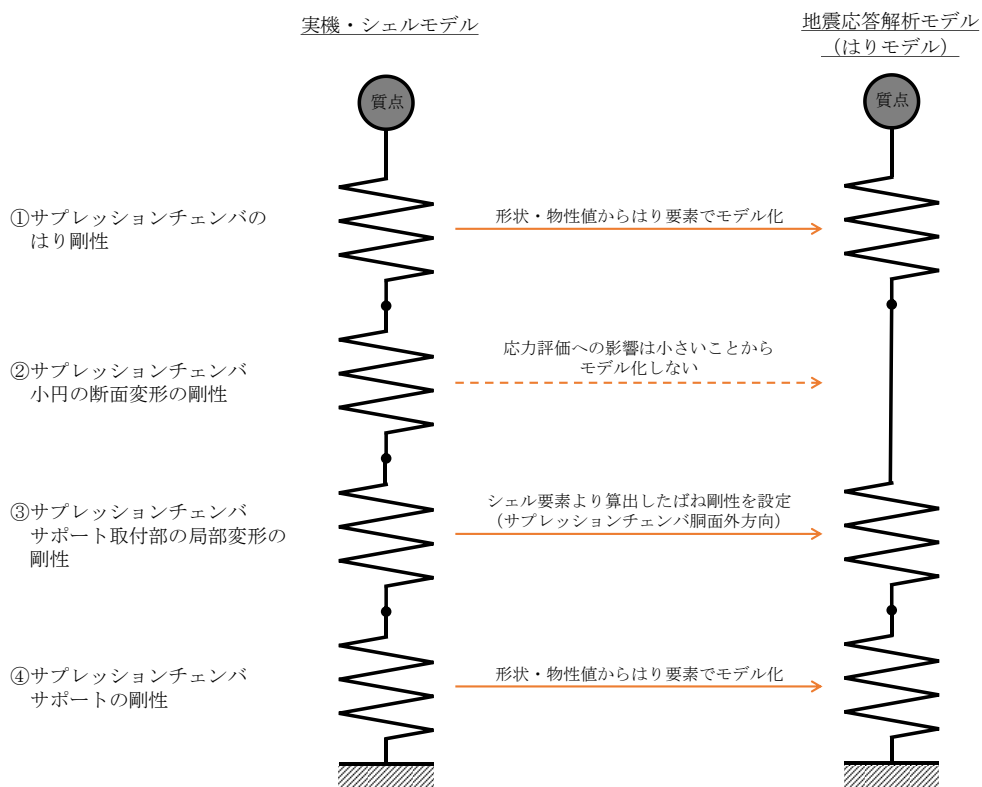 実機・シェルモデル
地震応答解析モデル
（はりモデル）
質点
質点
①サプレッションチェンバの
はり剛性
形状・物性値からはり要素でモデル化
②サプレッションチェンバ
小円の断面変形の剛性
応力評価への影響は小さいことから
モデル化しない
③サプレッションチェンバ
サポート取付部の局部変形の
剛性
シェル要素より算出したばね剛性を設定
（サプレッションチェンバ胴面外方向）
④サプレッションチェンバ
サポートの剛性
形状・物性値からはり要素でモデル化